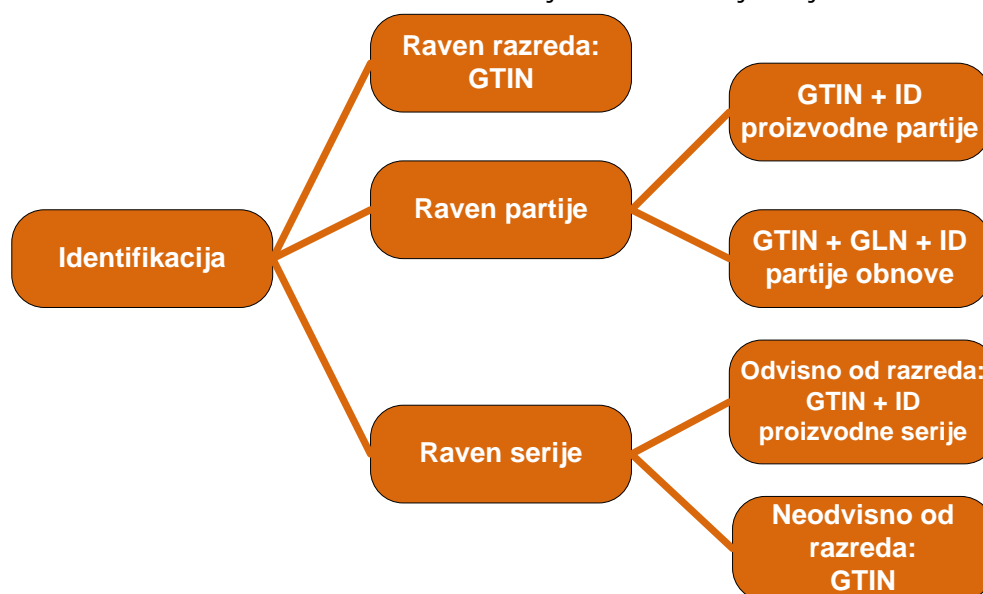 Raven razreda:
GTIN
GTIN + ID
proizvodne partije
Raven partije
Identifikacija
GTIN + GLN + ID
partije obnove
Odvisno od razreda:
GTIN + ID
proizvodne serije
Raven serije
Neodvisno od
razreda:
GTIN